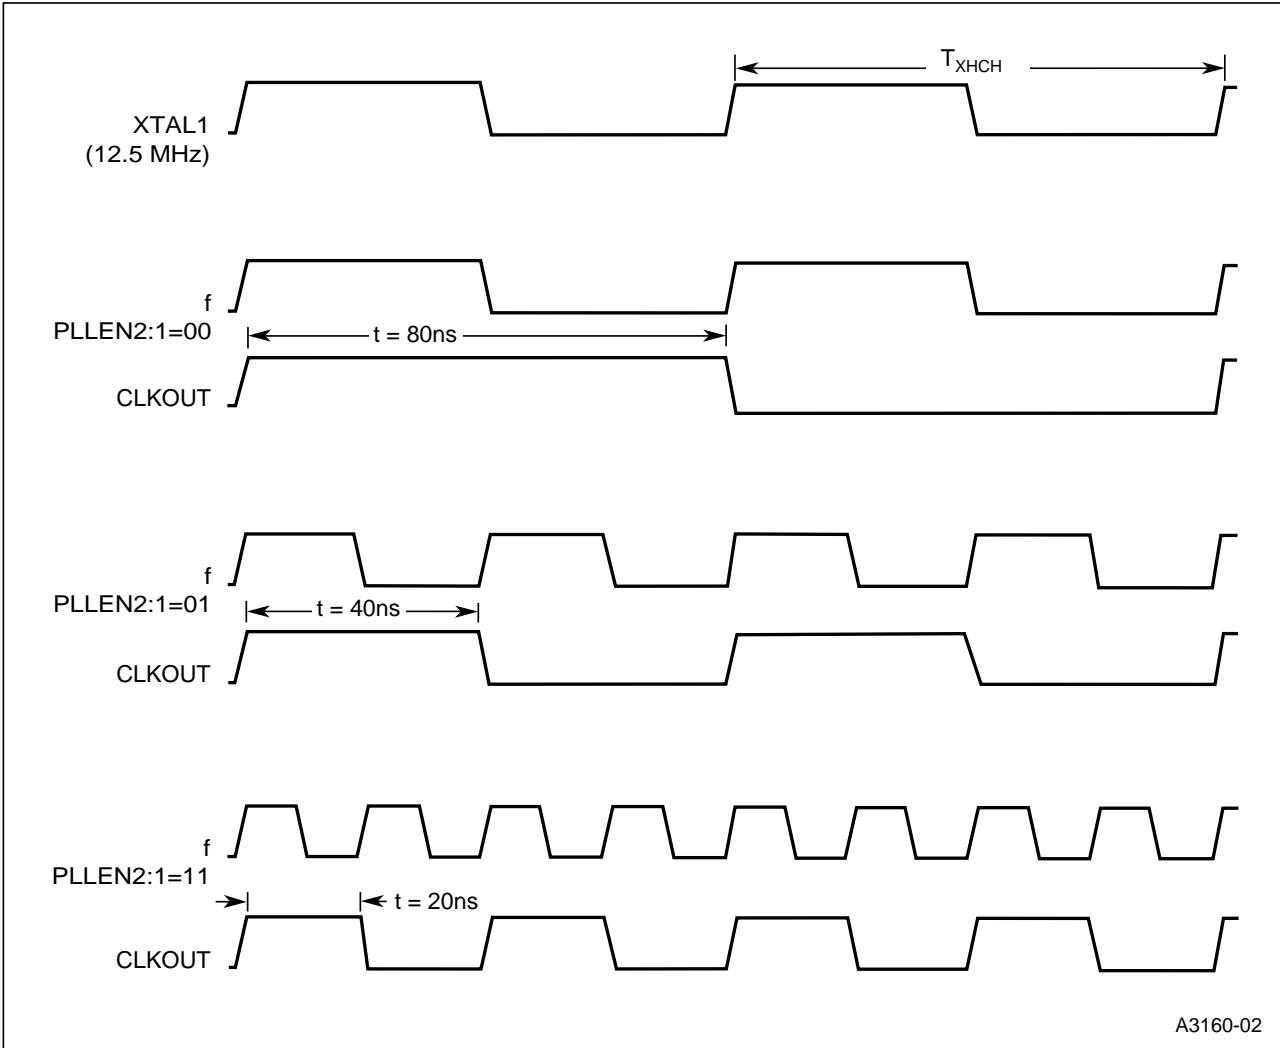 T_XHCH
XTAL1
(12.5 MHz)
f
PLLEN2:1=00
t = 80ns
CLKOUT
f
PLLEN2:1=01
t = 40ns
CLKOUT
f
PLLEN2:1=11
t = 20ns
CLKOUT
A3160-02